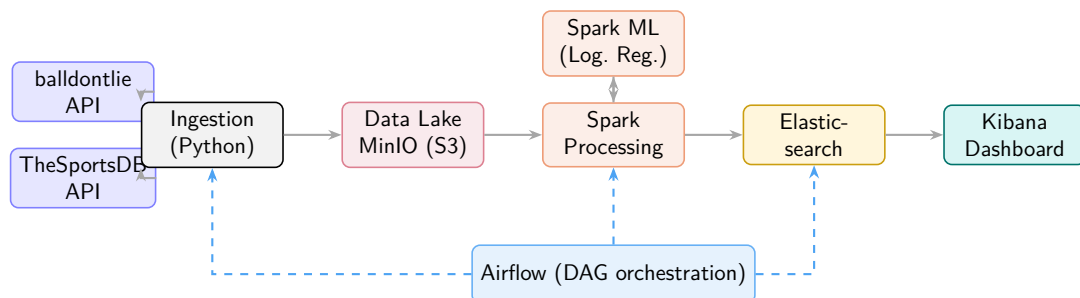 balldontlie
API
TheSportsDB
API
Ingestion
(Python)
Data Lake
MinIO (S3)
Spark ML
(Log. Reg.)
Spark
Processing
Elastic-
search
Kibana
Dashboard
Airflow (DAG orchestration)